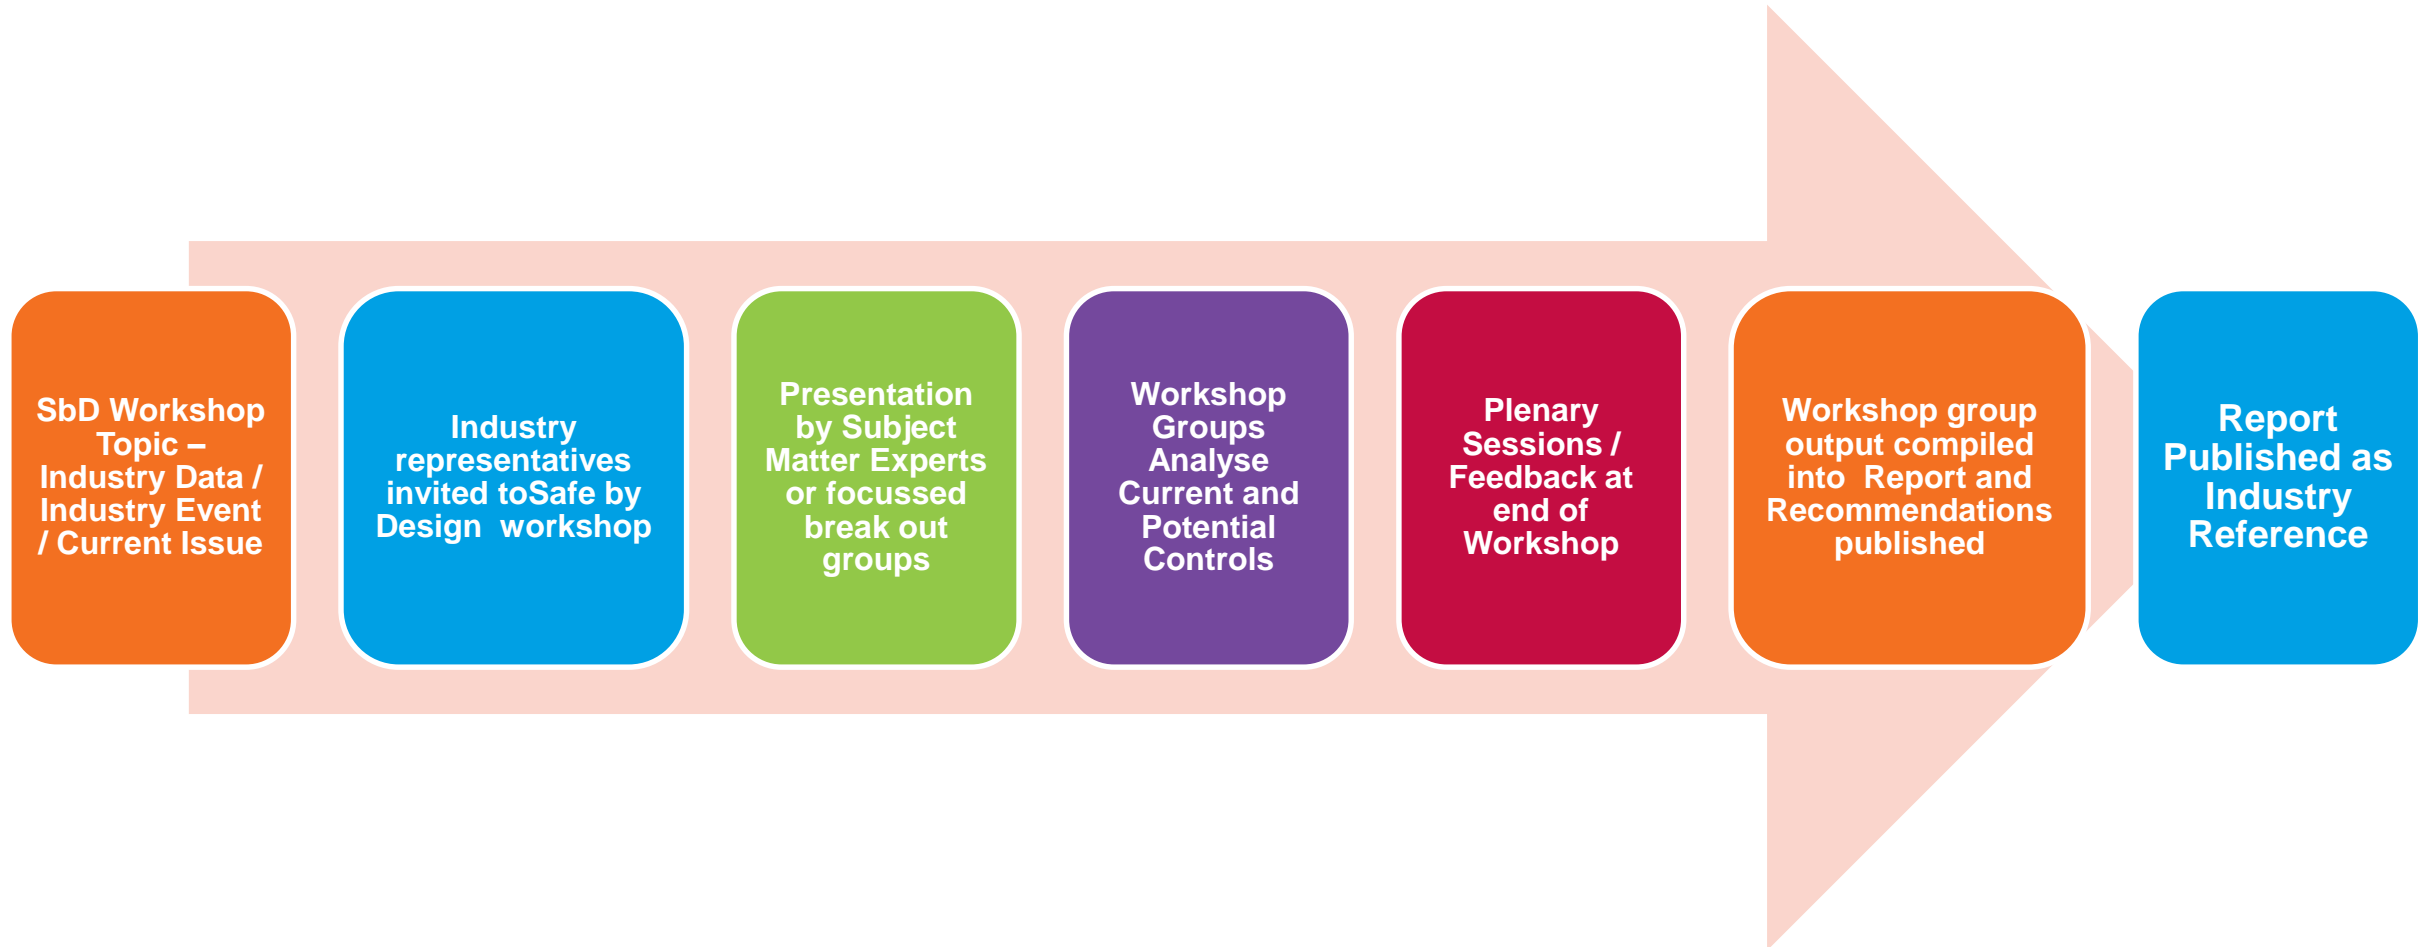 SbD Workshop
Topic –
Industry Data /
Industry Event
/ Current Issue
Industry
representatives
invited toSafe by
Design  workshop
Presentation
by Subject
Matter Experts
or focussed
break out
groups
Workshop
Groups
Analyse
Current and
Potential
Controls
Plenary
Sessions /
Feedback at
end of
Workshop
Workshop group
output compiled
into  Report and
Recommendations
published
Report
Published as
Industry
Reference